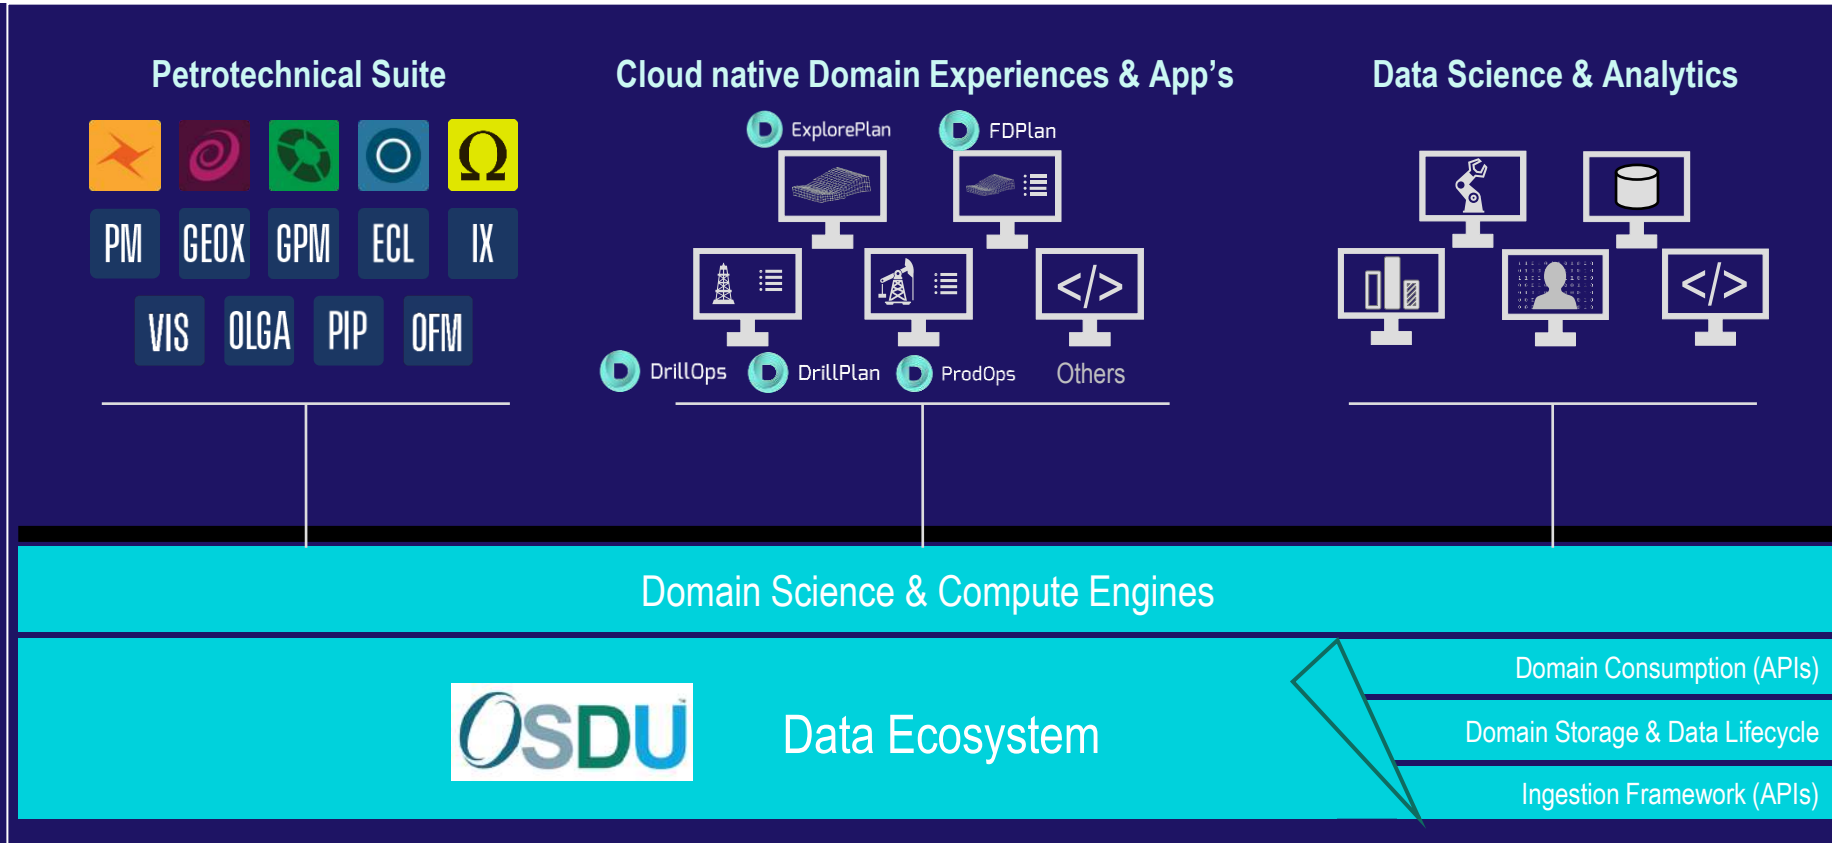 Petrotechnical Suite
Cloud native Domain Experiences & App's
Data Science & Analytics
ExplorePlan
FDPlan
Ω
PM
GEOX
GPM
ECL
IX
</>
</>
VIS
OLGA
PIP
OFM
DrillOps
DrillPlan
ProdOps
Others
Domain Science & Compute Engines
OSDU™
Data Ecosystem
Domain Consumption (APIs)
Domain Storage & Data Lifecycle
Ingestion Framework (APIs)